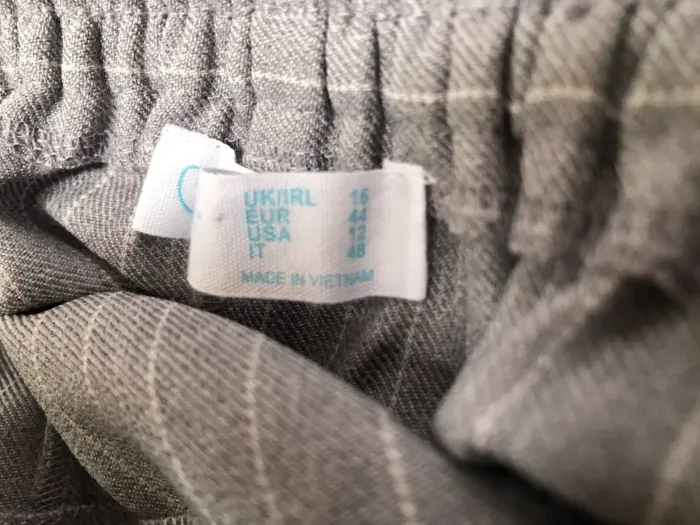 UK/IRL 16
EUR 44
USA 12
IT 48
MADE IN VIETNAM